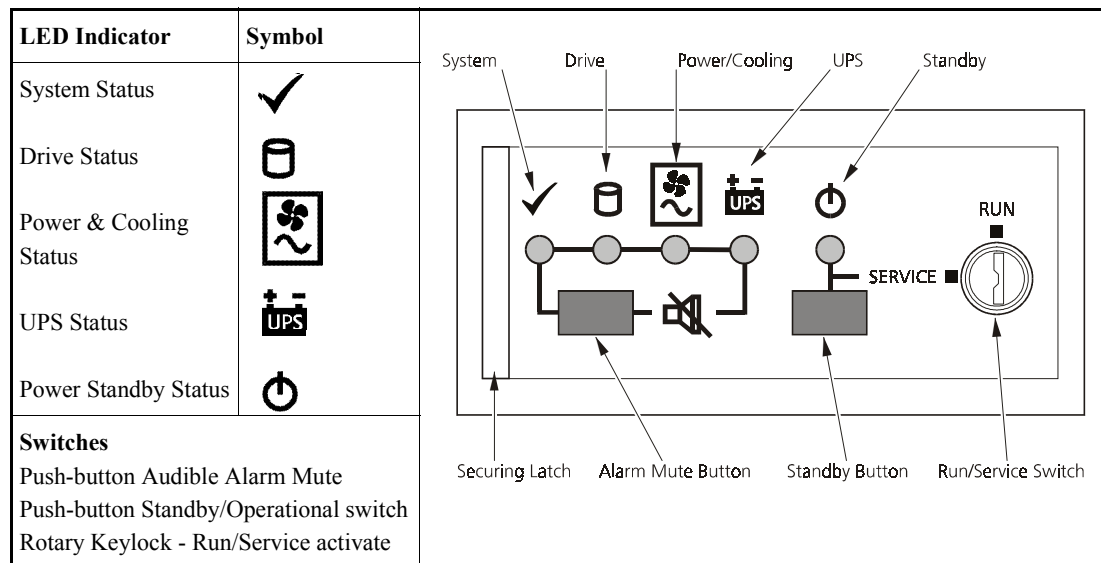 LED Indicator Symbol
System Status
Drive Status
Power & Cooling
Status
UPS Status
UPS
Power Standby Status
Switches
Push-button Audible Alarm Mute
Push-button Standby/Operational switch
Rotary Keylock - Run/Service activate
System Drive Power/Cooling UPS Standby
UPS
RUN
SERVICE
Securing Latch Alarm Mute Button Standby Button Run/Service Switch